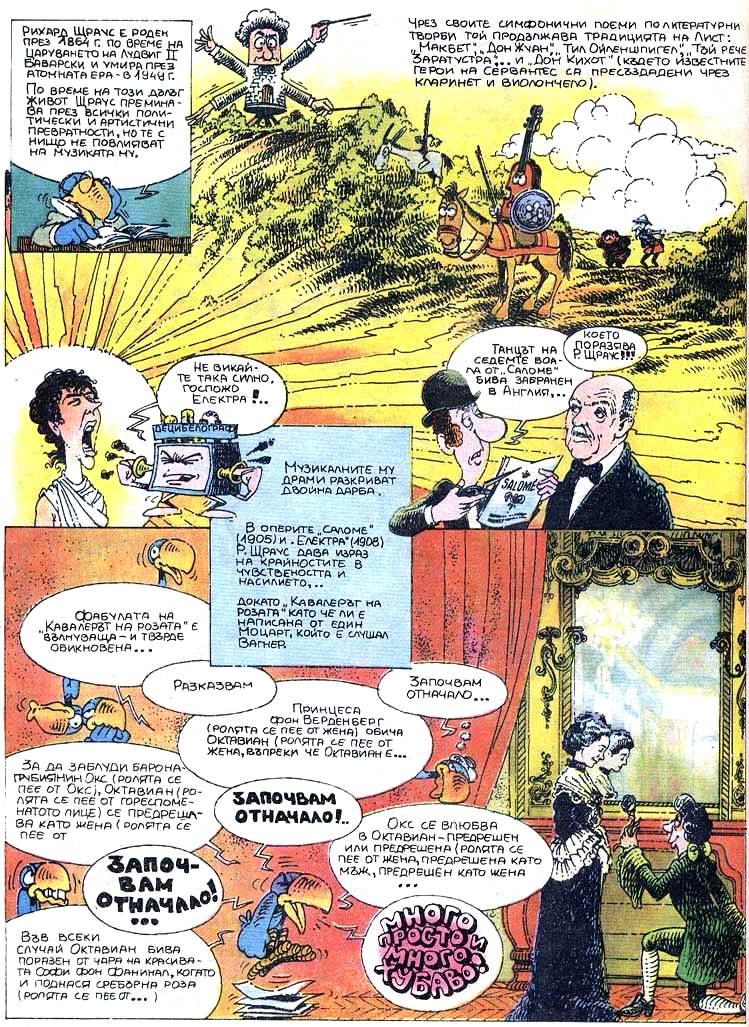 РИХАРД ЩРАУС Е РОДЕН
ПРЕЗ 1864 Г. ПО ВРЕМЕ НА
ЦАРУВАНЕТО НА ЛУДВИГ II
БАВАРСКИ И УМИРА ПРЕЗ
АТОМНАТА ЕРА - В 1949 Г.
ПО ВРЕМЕ НА ТОЗИ ДЪЛЪГ
ЖИВОТ ЩРАУС ПРЕМИНА-
ВА ПРЕЗ ВСИЧКИ ПОЛИ-
ТИЧЕСКИ И АРТИСТИЧНИ
ПРЕВРАТНОСТИ, НО ТЕ С
НИЩО НЕ ПОВЛИЯВАТ
НА МУЗИКАТА МУ.
ЧРЕЗ СВОИТЕ СИМФОНИЧНИ ПОЕМИ ПО ЛИТЕРАТУРНИ
ТВОРБИ ТОЙ ПРОДЪЛЖАВА ТРАДИЦИЯТА НА ЛИСТ:
„МАКБЕТ", „ДОН ЖУАН", „ТИЛ ОЙЛЕНШПИГЕЛ", „ТЪЙ РЕЧЕ
ЗАРАТУСТРА"... И „ДОН КИХОТ" (КЪДЕТО ИЗВЕСТНИТЕ
ГЕРОИ НА СЕРВАНТЕС СА ПРЕСЪЗДАДЕНИ ЧРЕЗ
КЛАРИНЕТ И ВИОЛОНЧЕЛО).
НЕ ВИКАЙ-
ТЕ ТАКА СИЛНО,
ГОСПОЖО
ЕЛЕКТРА!..
ДЕЦИБЕЛОГРАФ
ТАНЦЪТ НА
СЕДЕМТЕ ВОА-
ЛА ОТ „САЛОМЕ"
БИВА ЗАБРАНЕН
В АНГЛИЯ,...
КОЕТО
ПОРАЗЯВА
Р. ЩРАУС!!!
SALOMÉ
МУЗИКАЛНИТЕ МУ
ДРАМИ РАЗКРИВАТ
ДВОЙНА ДАРБА.
В ОПЕРИТЕ „САЛОМЕ"
(1905) И „ЕЛЕКТРА" (1908)
Р. ЩРАУС ДАВА ИЗРАЗ
НА КРАЙНОСТИТЕ В
ЧУВСТВЕНОСТТА И
НАСИЛИЕТО,..
ДОКАТО „КАВАЛЕРЪТ НА
РОЗАТА" КАТО ЧЕ ЛИ Е
НАПИСАНА ОТ ЕДИН
МОЦАРТ, КОЙТО Е СЛУШАЛ
ВАГНЕР.
ФАБУЛАТА НА
„КАВАЛЕРЪТ НА РОЗАТА" Е
ВЪЛНУВАЩА - И ТВЪРДЕ
ОБИКНОВЕНА...
РАЗКАЗВАМ
ПРИНЦЕСА
ФОН ВЕРДЕНБЕРГ
(РОЛЯТА СЕ ПЕЕ ОТ ЖЕНА) ОБИЧА
ОКТАВИАН (РОЛЯТА СЕ ПЕЕ ОТ
ЖЕНА, ВЪПРЕКИ ЧЕ ОКТАВИАН Е...
ЗАПОЧВАМ
ОТНАЧАЛО...
ЗА ДА ЗАБЛУДИ БАРОНА-
ГРУБИЯНИН ОКС (РОЛЯТА СЕ
ПЕЕ ОТ ОКС), ОКТАВИАН (РО-
ЛЯТА СЕ ПЕЕ ОТ ГОРЕСПОМЕ-
НАТОТО ЛИЦЕ) СЕ ПРЕДРЕШ-
ВА КАТО ЖЕНА (РОЛЯТА СЕ
ПЕЕ ОТ
ЗАПОЧВАМ
ОТНАЧАЛО!..
ОКС СЕ ВЛЮБВА
В ОКТАВИАН - ПРЕДРЕШЕН
ИЛИ ПРЕДРЕШЕНА (РОЛЯТА СЕ
ПЕЕ ОТ ЖЕНА, ПРЕДРЕШЕНА КАТО
МЪЖ, ПРЕДРЕШЕН КАТО ЖЕНА
...
ЗАПОЧ-
ВАМ
ОТНАЧАЛО!
...
ВЪВ ВСЕКИ
СЛУЧАЙ ОКТАВИАН БИВА
ПОРАЗЕН ОТ ЧАРА НА КРАСИВА-
ТА СОФИ ФОН ФАНИНАЛ, КОГАТО
Ѝ ПОДНАСЯ СРЕБЪРНА РОЗА
(РОЛЯТА СЕ ПЕЕ ОТ...)
МНОГО
ПРОСТО И
МНОГО
ХУБАВО!